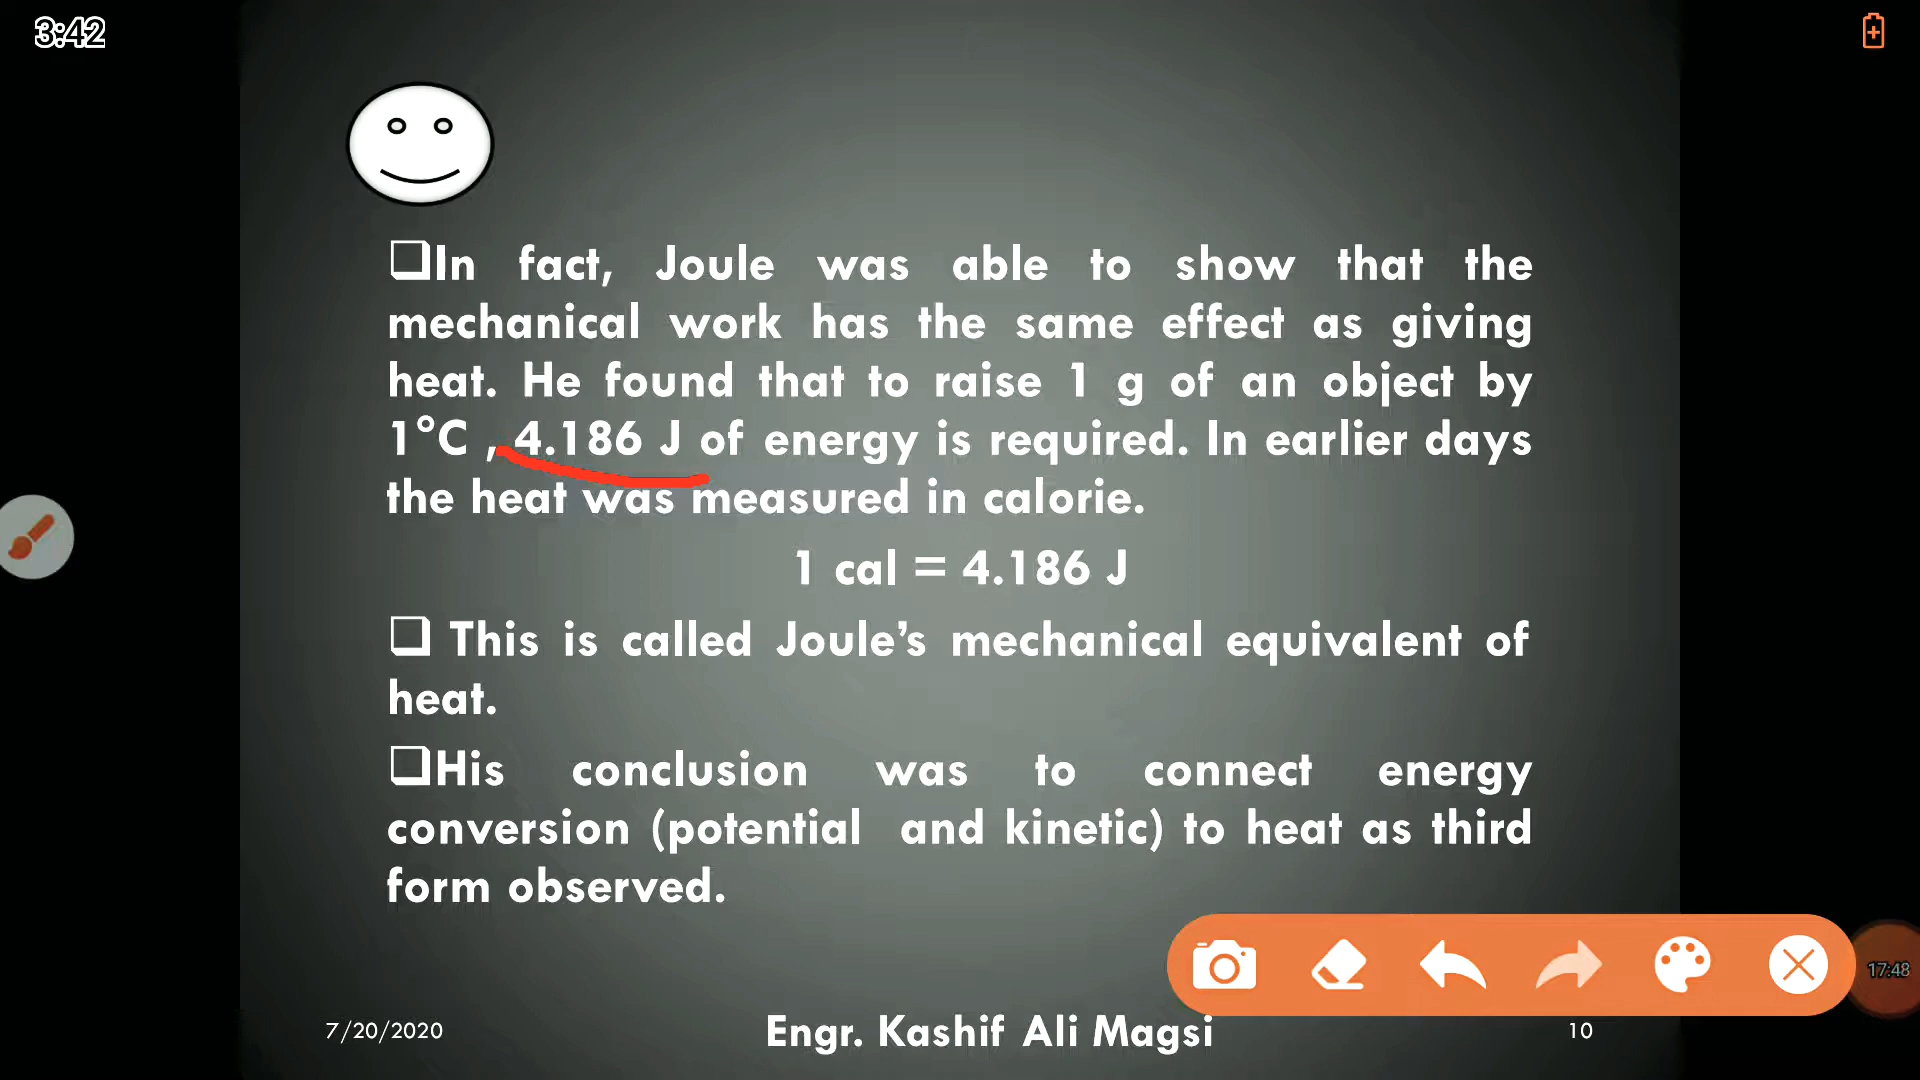 3:42
❑In fact, Joule was able to show that the
mechanical work has the same effect as giving
heat. He found that to raise 1 g of an object by
1°C , 4.186 J of energy is required. In earlier days
the heat was measured in calorie.
1 cal = 4.186 J
❑ This is called Joule’s mechanical equivalent of
heat.
❑His conclusion was to connect energy
conversion (potential and kinetic) to heat as third
form observed.
17:48
7/20/2020
Engr. Kashif Ali Magsi
10